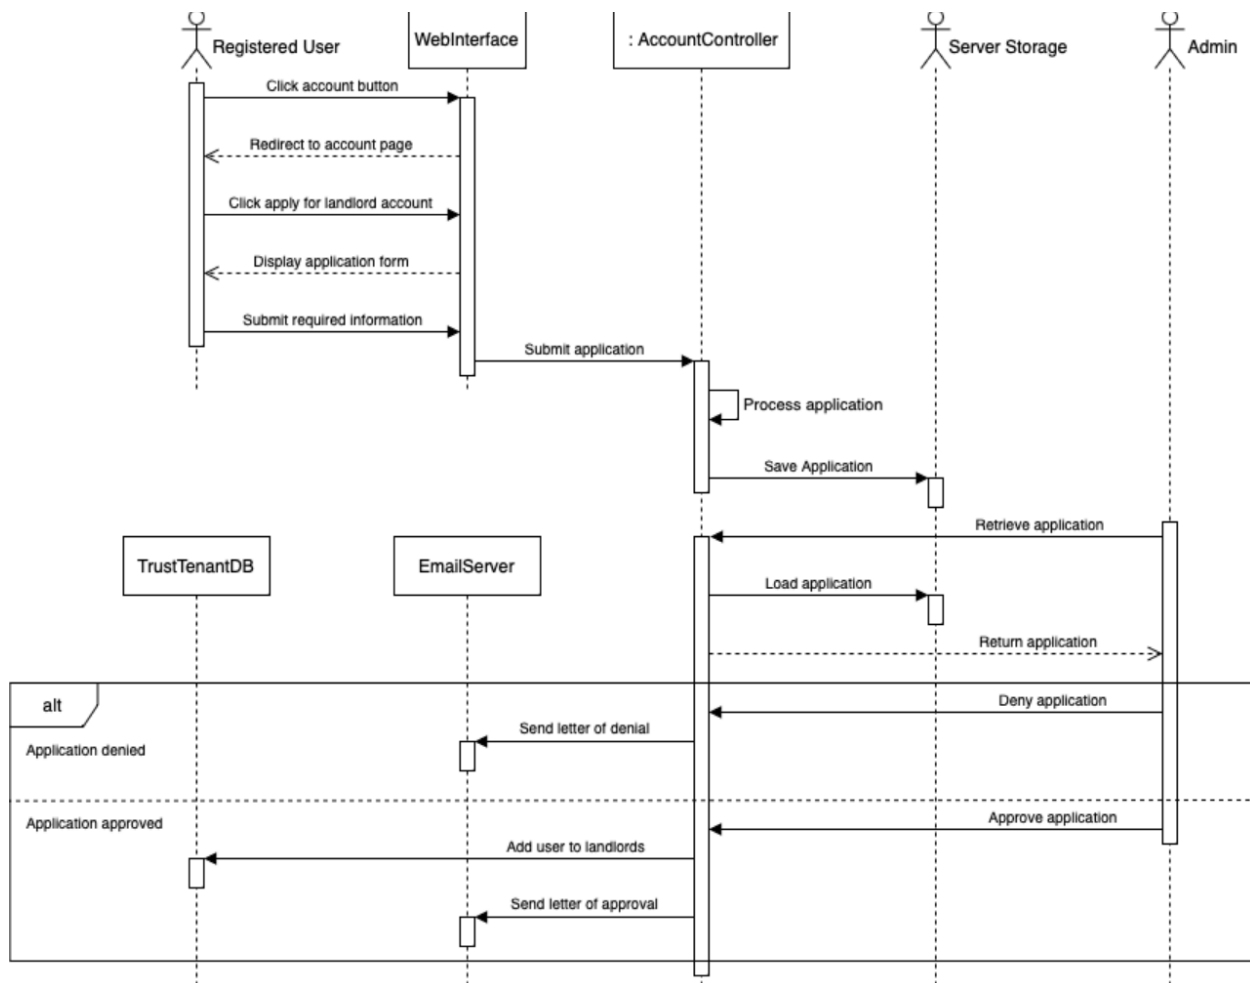 Registered User
WebInterface
: AccountController
Server Storage
Admin
Click account button
Redirect to account page
Click apply for landlord account
Display application form
Submit required information
Submit application
Process application
Save Application
Retrieve application
TrustTenantDB
EmailServer
Load application
Return application
alt
Deny application
Send letter of denial
Application denied
Application approved
Approve application
Add user to landlords
Send letter of approval